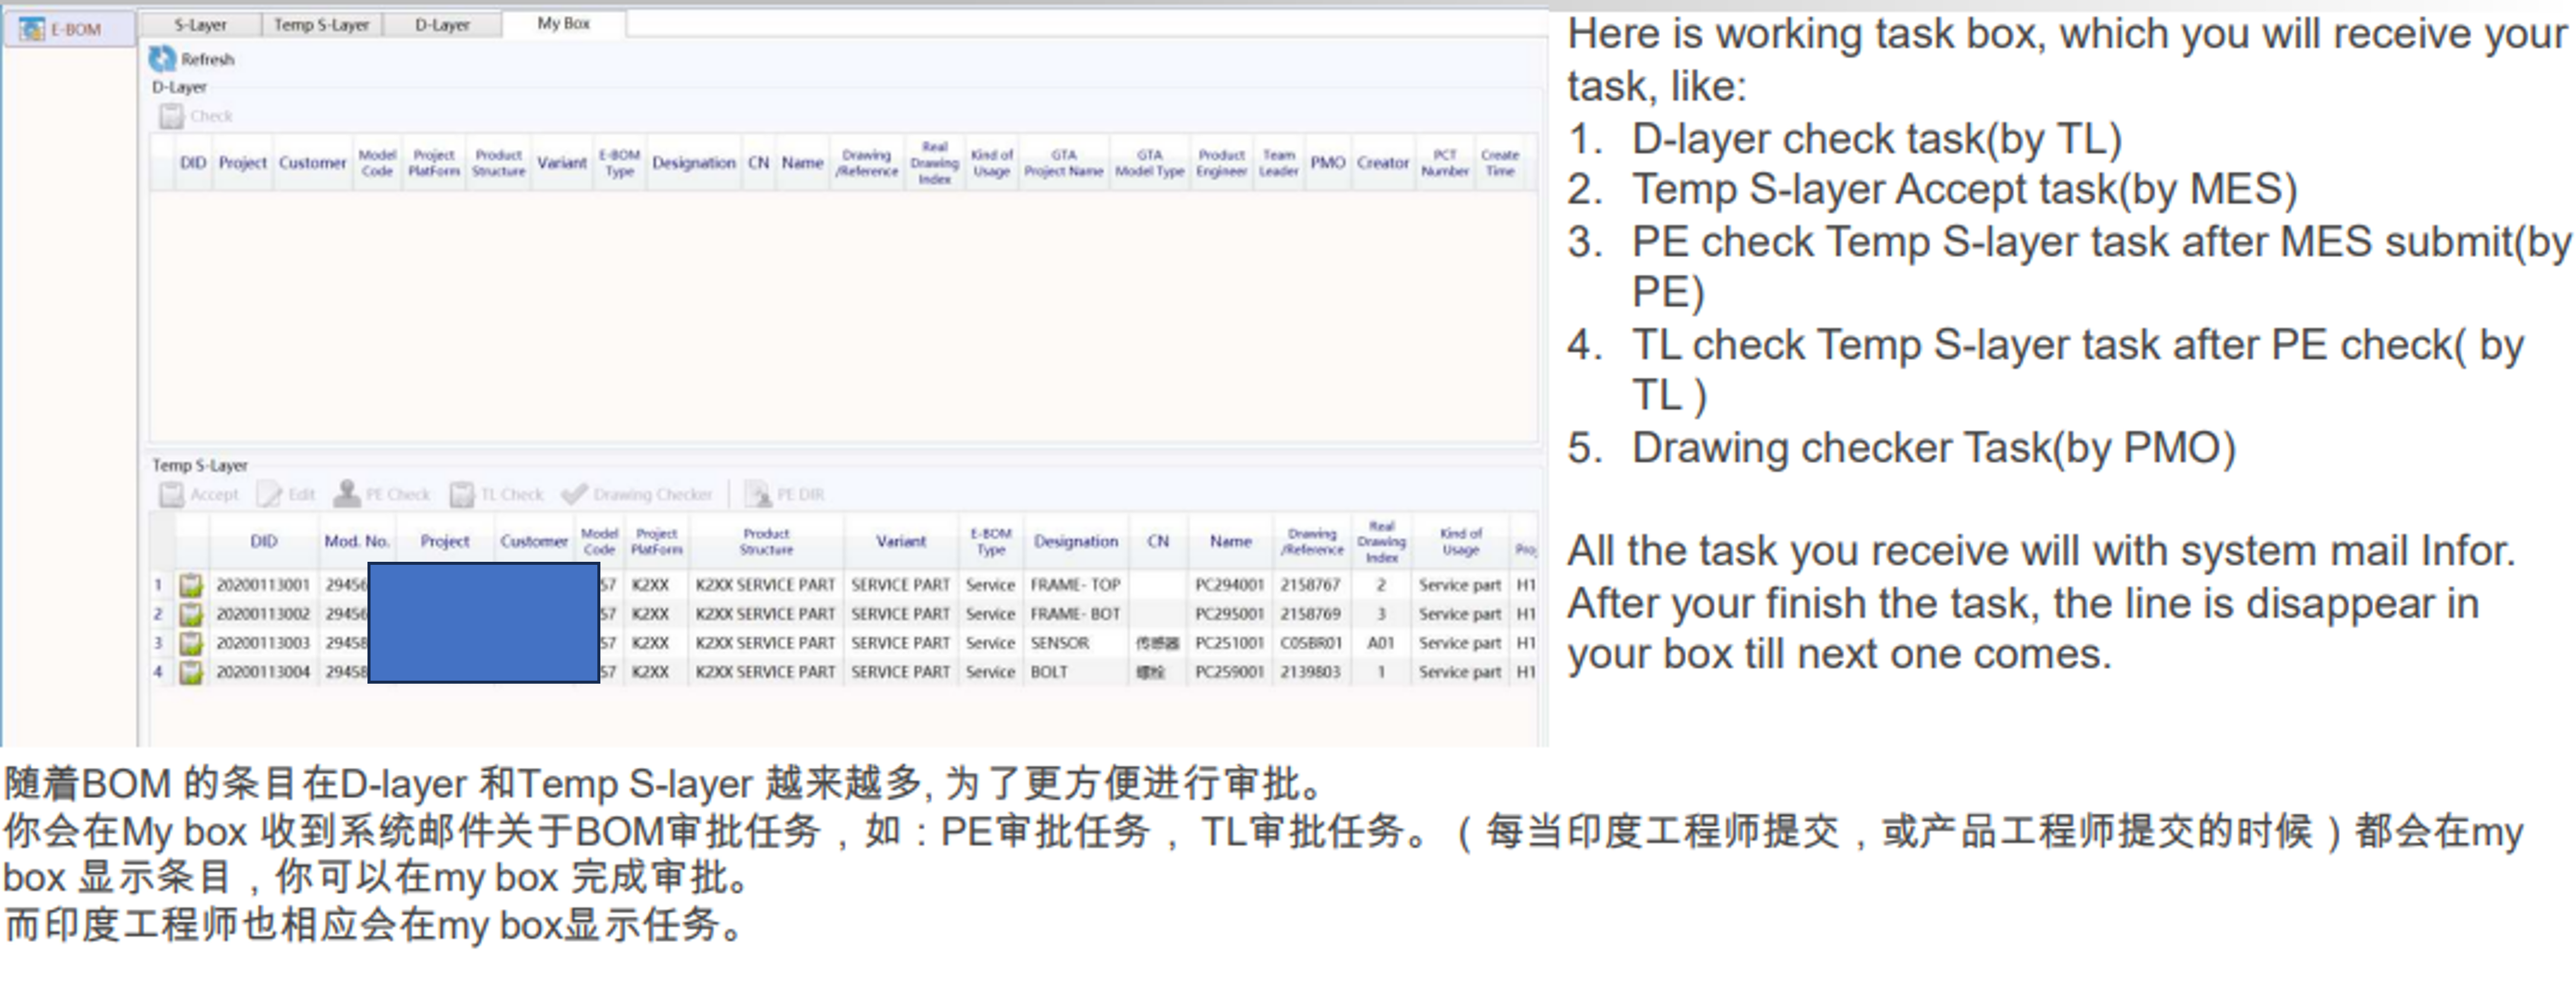 E-BOM
S-Layer Temp S-Layer D-Layer My Box
Refresh
D-Layer
Check
DID Project Customer Model Code Project PlatForm Product Structure Variant E-BOM Type Designation CN Name Drawing /Reference Real Drawing Index Kind of Usage GTA Project Name GTA Model Type Product Engineer Team Leader PMO Creator PCT Number Create Time
Temp S-Layer
Accept Edit PE Check TL Check Drawing Checker PE DIR
DID Mod. No. Project Customer Model Code Project PlatForm Product Structure Variant E-BOM Type Designation CN Name Drawing /Reference Real Drawing Index Kind of Usage Proj
1 20200113001 29456 57 K2XX K2XX SERVICE PART SERVICE PART Service FRAME- TOP PC294001 2158767 2 Service part H1
2 20200113002 29456 57 K2XX K2XX SERVICE PART SERVICE PART Service FRAME- BOT PC295001 2158769 3 Service part H1
3 20200113003 29458 57 K2XX K2XX SERVICE PART SERVICE PART Service SENSOR 传感器 PC251001 C05BR01 A01 Service part H1
4 20200113004 29458 57 K2XX K2XX SERVICE PART SERVICE PART Service BOLT 螺栓 PC259001 2139803 1 Service part H1
Here is working task box, which you will receive your
task, like:
1. D-layer check task(by TL)
2. Temp S-layer Accept task(by MES)
3. PE check Temp S-layer task after MES submit(by
PE)
4. TL check Temp S-layer task after PE check( by
TL )
5. Drawing checker Task(by PMO)
All the task you receive will with system mail Infor.
After your finish the task, the line is disappear in
your box till next one comes.
随着BOM 的条目在D-layer 和Temp S-layer 越来越多, 为了更方便进行审批。
你会在My box 收到系统邮件关于BOM审批任务，如：PE审批任务， TL审批任务。（每当印度工程师提交，或产品工程师提交的时候）都会在my
box 显示条目，你可以在my box 完成审批。
而印度工程师也相应会在my box显示任务。